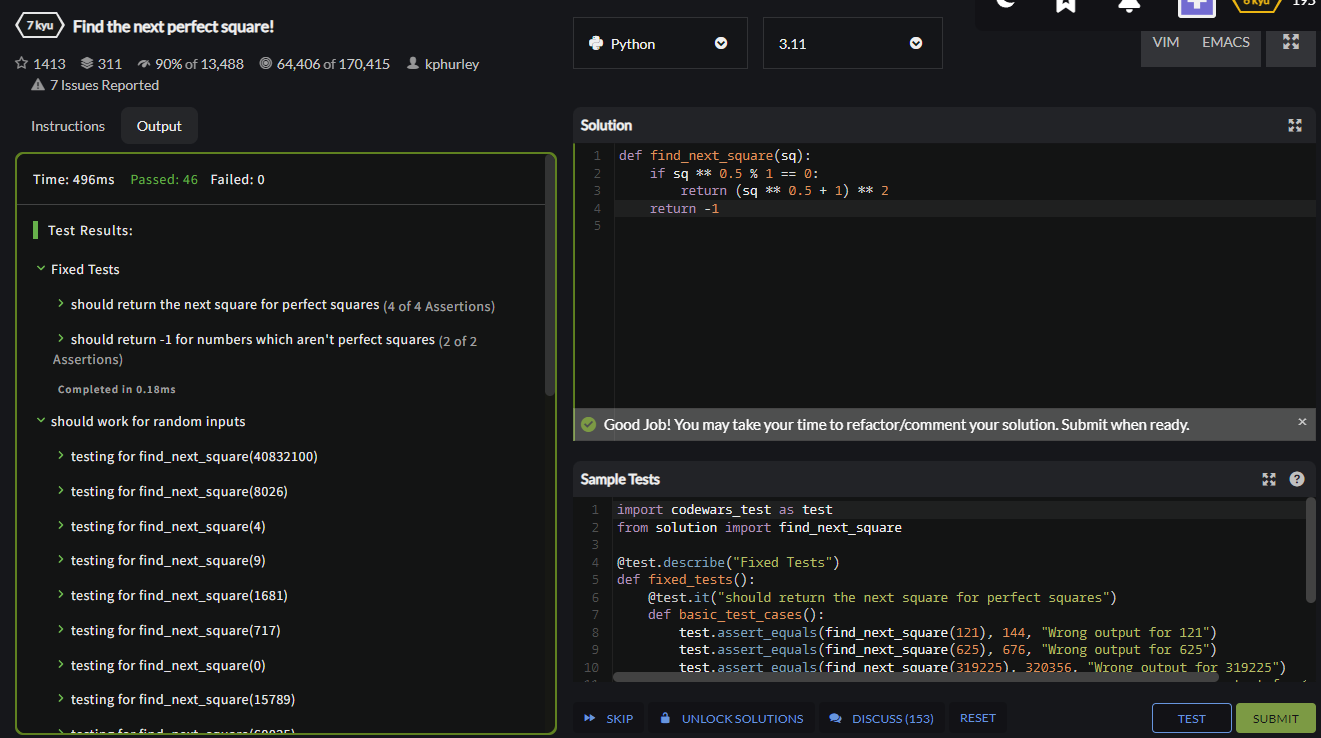 7 kyu Find the next perfect square!
1413 311 90% of 13,488 64,406 of 170,415 kphurley
7 Issues Reported
Instructions Output
Time: 496ms Passed: 46 Failed: 0
Test Results:
Fixed Tests
should return the next square for perfect squares (4 of 4 Assertions)
should return -1 for numbers which aren't perfect squares (2 of 2
Assertions)
Completed in 0.18ms
should work for random inputs
testing for find_next_square(40832100)
testing for find_next_square(8026)
testing for find_next_square(4)
testing for find_next_square(9)
testing for find_next_square(1681)
testing for find_next_square(717)
testing for find_next_square(0)
testing for find_next_square(15789)
6 kyu 193
Python 3.11 VIM EMACS
Solution
1 def find_next_square(sq):
2 if sq ** 0.5 % 1 == 0:
3 return (sq ** 0.5 + 1) ** 2
4 return -1
5
Good Job! You may take your time to refactor/comment your solution. Submit when ready.
Sample Tests
1 import codewars_test as test
2 from solution import find_next_square
3
4 @test.describe("Fixed Tests")
5 def fixed_tests():
6 @test.it("should return the next square for perfect squares")
7 def basic_test_cases():
8 test.assert_equals(find_next_square(121), 144, "Wrong output for 121")
9 test.assert_equals(find_next_square(625), 676, "Wrong output for 625")
10 test.assert_equals(find_next_square(319225), 320356, "Wrong output for 319225")
SKIP UNLOCK SOLUTIONS DISCUSS (153) RESET TEST SUBMIT